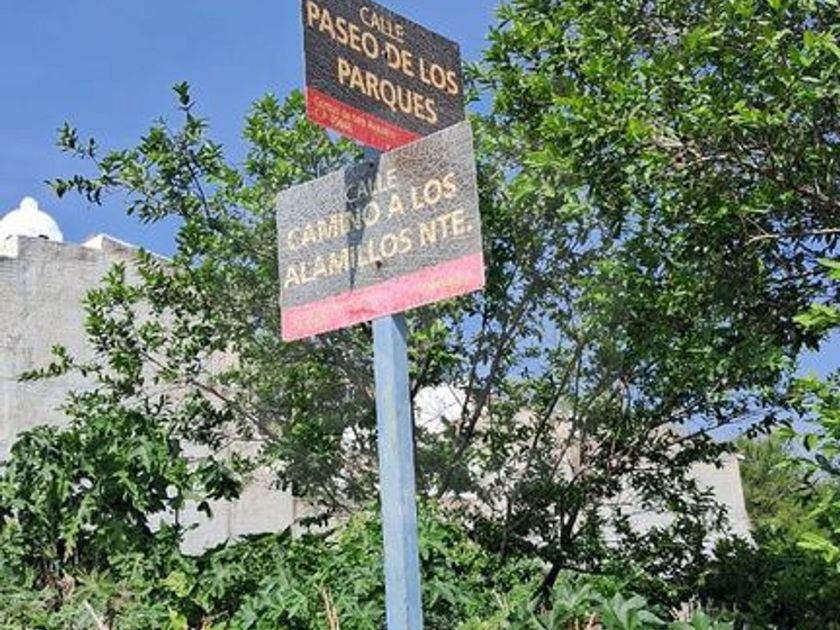 CALLE
PASEO DE LOS
PARQUES
CALLE
CAMINO A LOS
ALAMILLOS NTE.